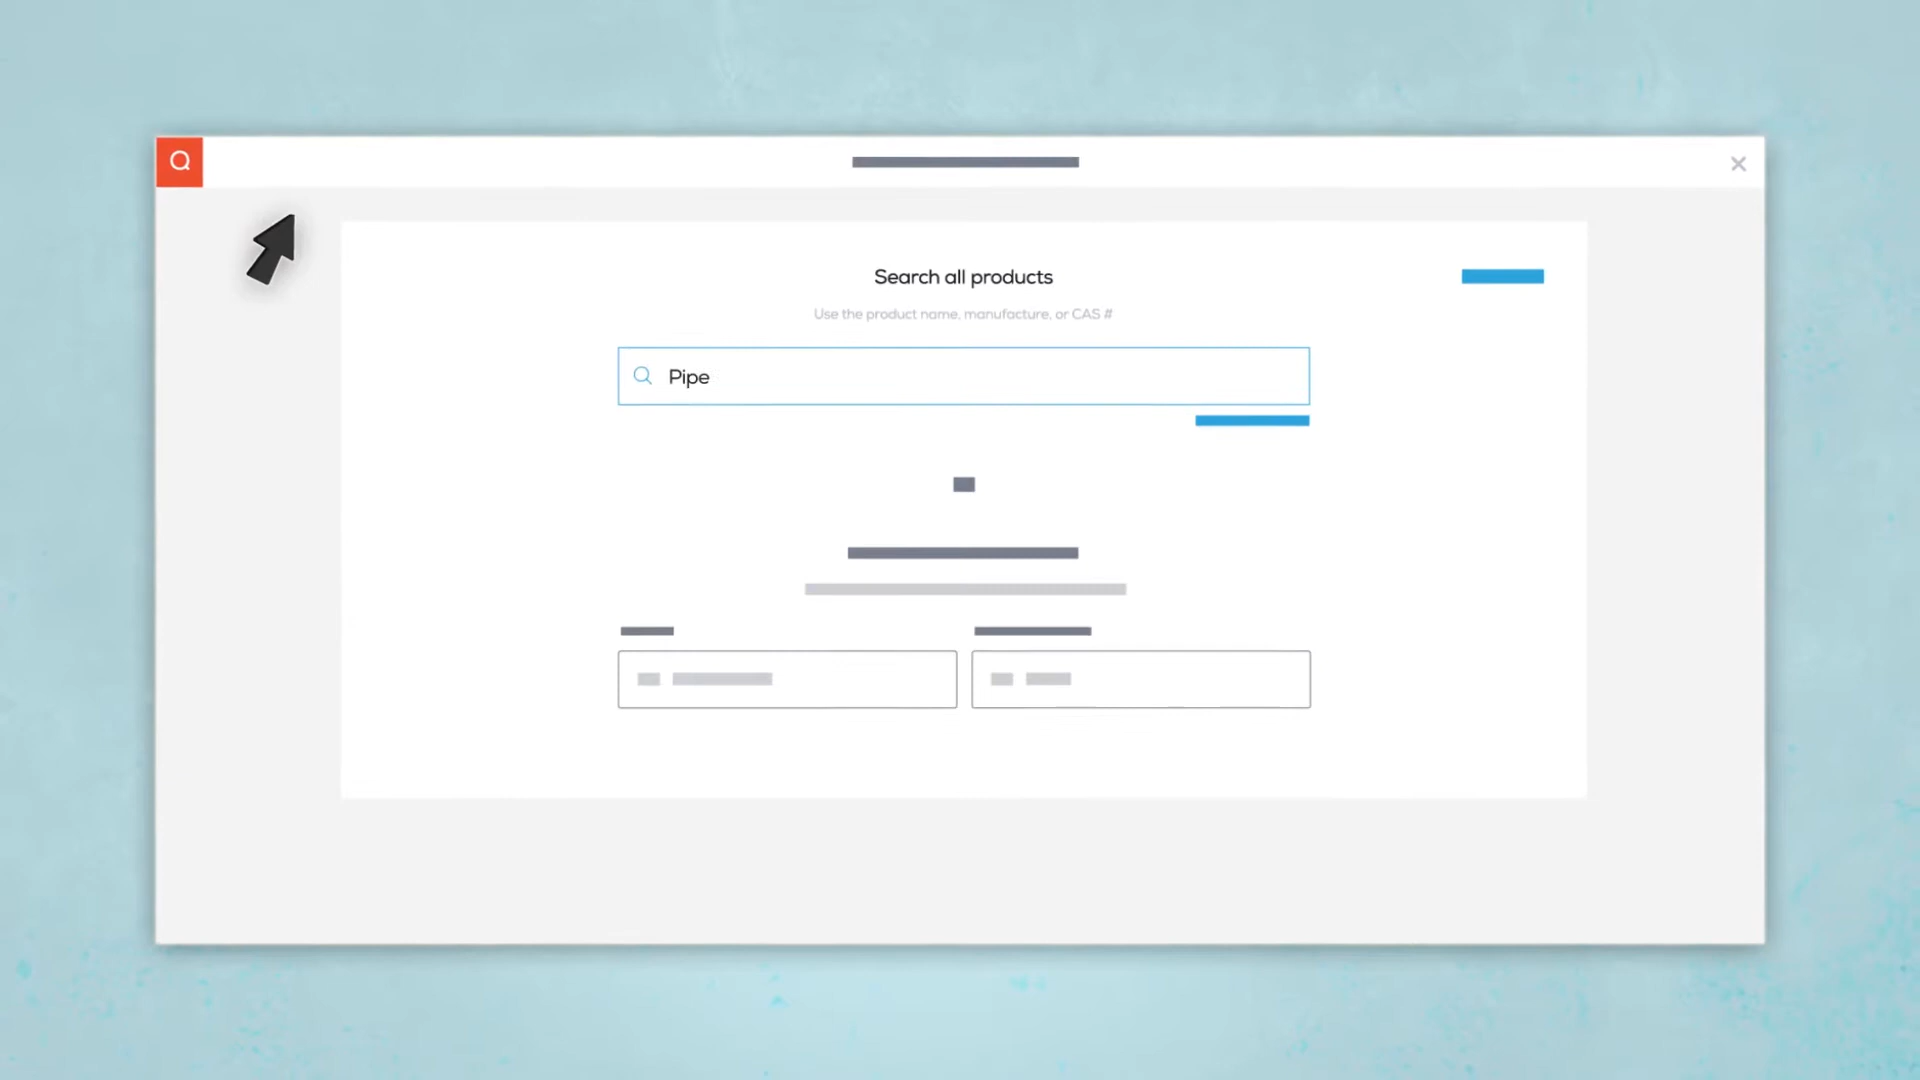 Search all products
Use the product name, manufacture, or CAS #
Pipe